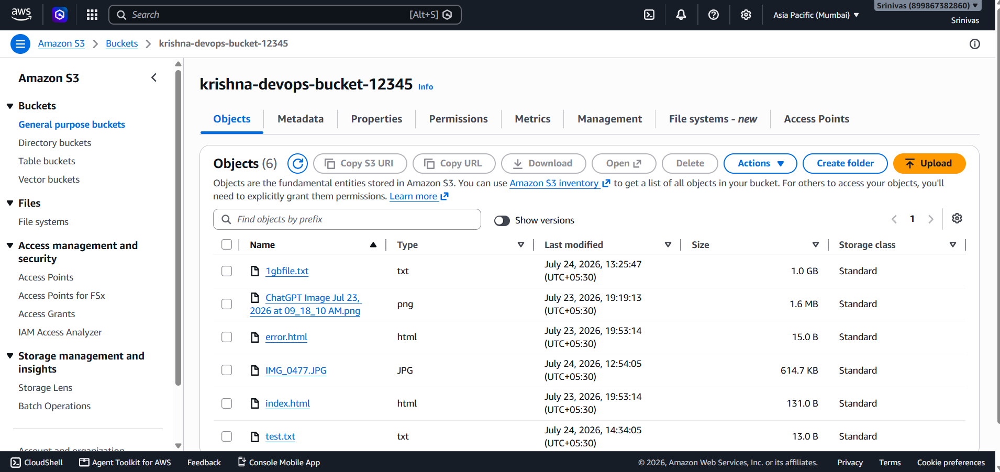 aws
Search
[Alt+S]
Asia Pacific (Mumbai)
Srinivas (899867382860)
Srinivas
Amazon S3
Buckets
krishna-devops-bucket-12345
Amazon S3
Buckets
General purpose buckets
Directory buckets
Table buckets
Vector buckets
Files
File systems
Access management and
security
Access Points
Access Points for FSx
Access Grants
IAM Access Analyzer
Storage management and
insights
Storage Lens
Batch Operations
Account and organization
krishna-devops-bucket-12345 Info
Objects
Metadata
Properties
Permissions
Metrics
Management
File systems - new
Access Points
Objects (6)
Copy S3 URI
Copy URL
Download
Open
Delete
Actions
Create folder
Upload
Objects are the fundamental entities stored in Amazon S3. You can use Amazon S3 inventory to get a list of all objects in your bucket. For others to access your objects, you'll
need to explicitly grant them permissions. Learn more
Find objects by prefix
Show versions
1
Name Type Last modified Size Storage class
1gbfile.txt txt July 24, 2026, 13:25:47 (UTC+05:30) 1.0 GB Standard
ChatGPT Image Jul 23, 2026 at 09_18_10 AM.png png July 23, 2026, 19:19:13 (UTC+05:30) 1.6 MB Standard
error.html html July 23, 2026, 19:53:14 (UTC+05:30) 15.0 B Standard
IMG_0477.JPG JPG July 24, 2026, 12:54:05 (UTC+05:30) 614.7 KB Standard
index.html html July 23, 2026, 19:53:14 (UTC+05:30) 131.0 B Standard
test.txt txt July 24, 2026, 14:34:05 (UTC+05:30) 13.0 B Standard
CloudShell
Agent Toolkit for AWS
Feedback
Console Mobile App
© 2026, Amazon Web Services, Inc. or its affiliates.
Privacy
Terms
Cookie preferences